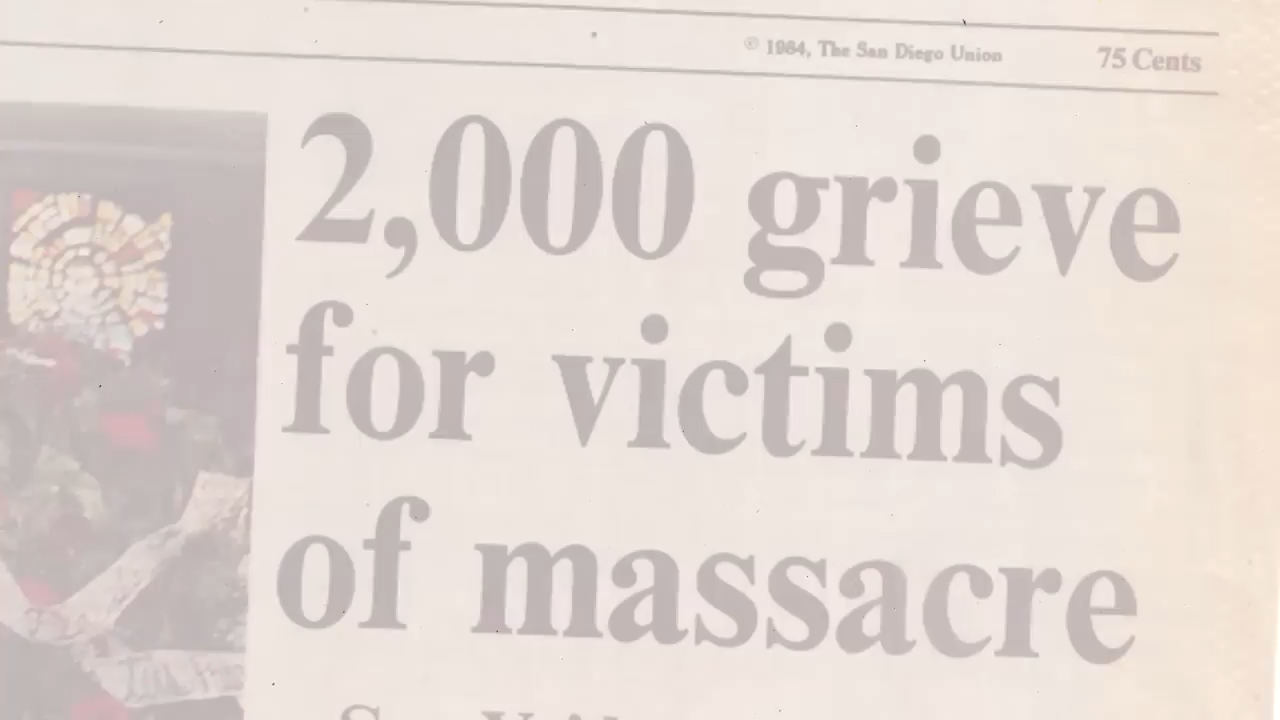 © 1984, The San Diego Union
75 Cents
2,000 grieve
for victims
of massacre